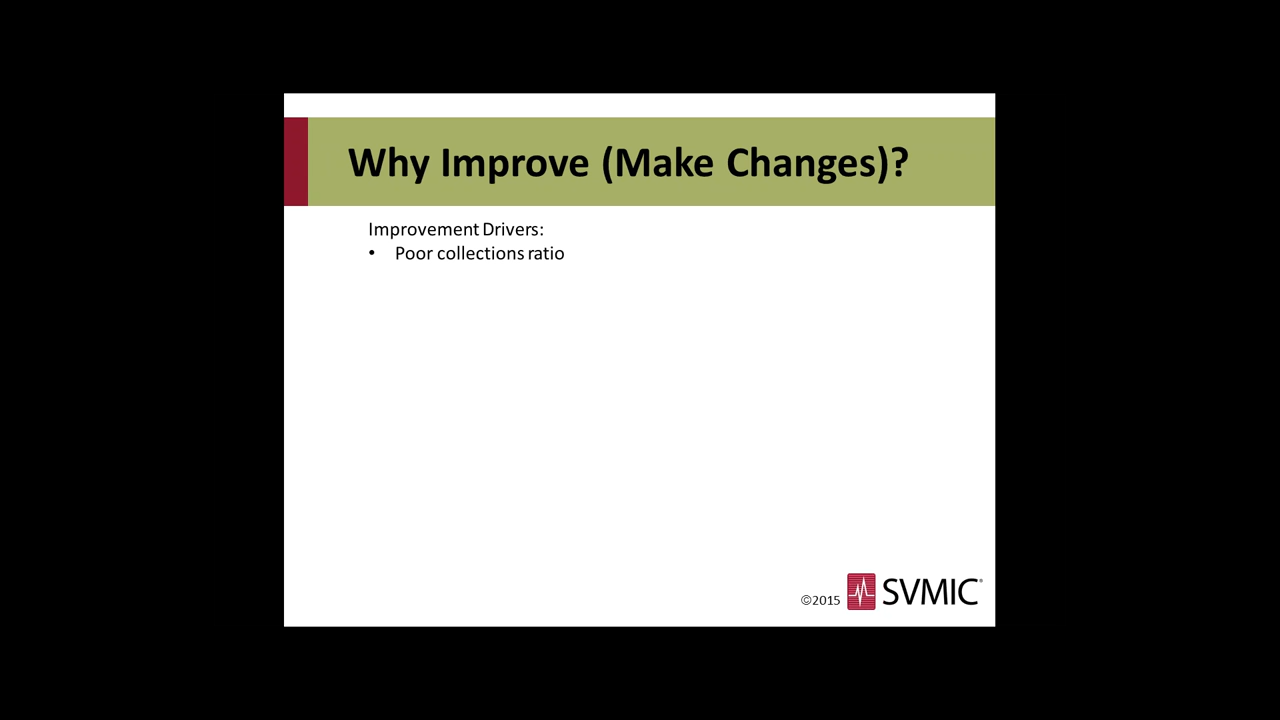 Why Improve (Make Changes)?
Improvement Drivers:
• Poor collections ratio
©2015 SVMIC®